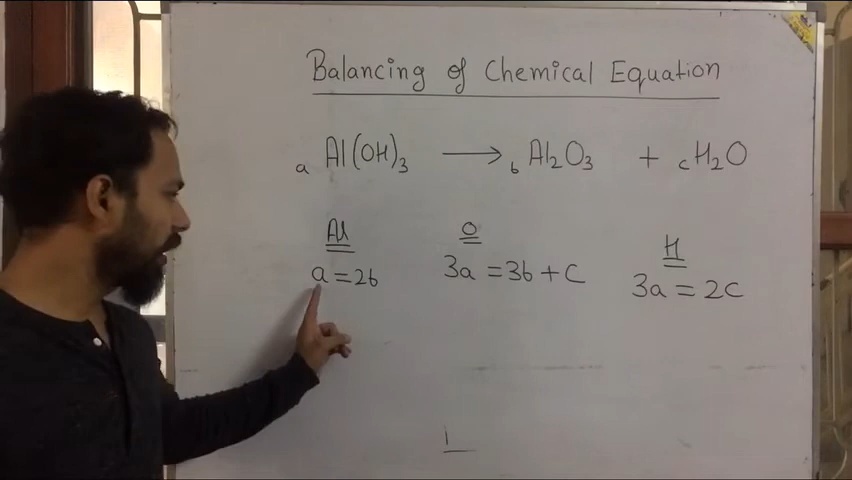 Balancing of Chemical Equation
a Al(OH)₃ ⟶ b Al₂O₃ + c H₂O
Al O H
a = 2b 3a = 3b + c 3a = 2c